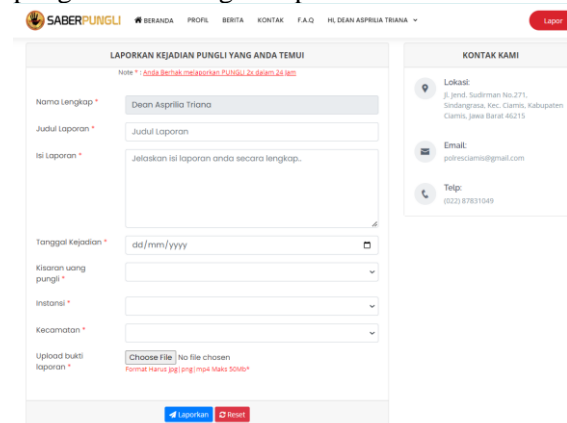 SABERPUNGLI
BERANDA PROFIL BERITA KONTAK F.A.Q HI, DEAN ASPRILIA TRIANA
Lapor
LAPORKAN KEJADIAN PUNGLI YANG ANDA TEMUI
Note * : Anda Berhak melaporkan PUNGLI 2x dalam 24 Jam
Nama Lengkap *
Dean Asprilia Triana
Judul Laporan *
Judul Laporan
Isi Laporan *
Jelaskan isi laporan anda secara lengkap..
Tanggal Kejadian *
dd/mm/yyyy
Kisaran uang
pungli *
Instansi *
Kecamatan *
Upload bukti
laporan *
Choose File No file chosen
Format Harus jpg|png|mp4 Maks 50Mb*
Laporkan Reset
KONTAK KAMI
Lokasi:
Jl. Jend. Sudirman No.271,
Sindangrasa, Kec. Ciamis, Kabupaten
Ciamis, Jawa Barat 46215
Email:
polresciamis@gmail.com
Telp:
(022) 87831049